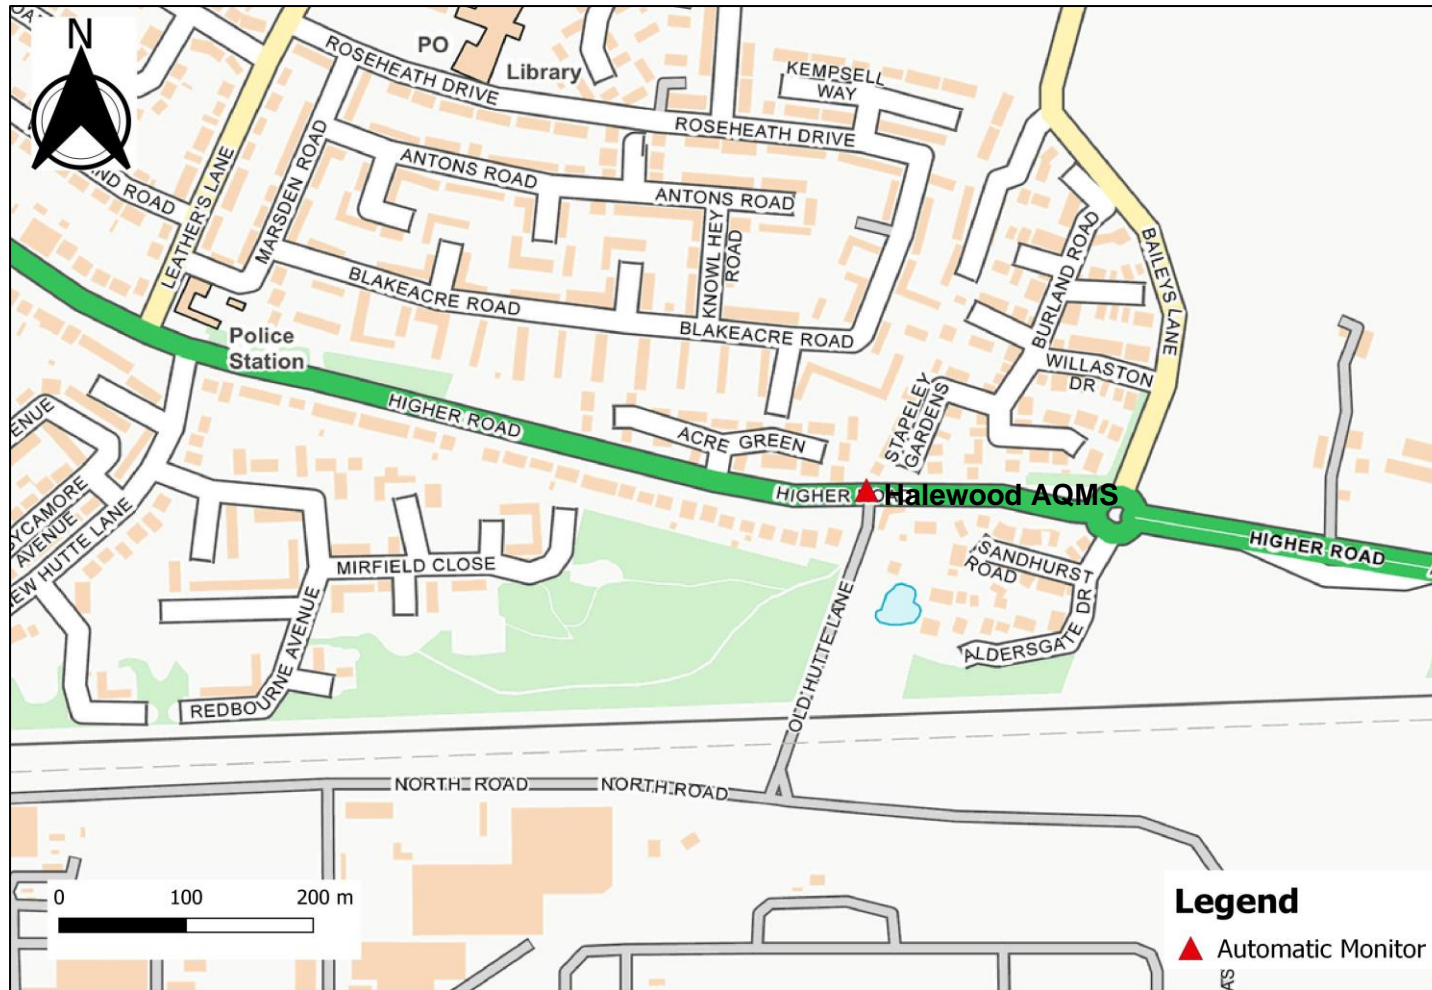 N
PO
Library
ROSEHEATH DRIVE
KEMPSELL
WAY
ROSEHEATH DRIVE
ANTONS ROAD
ANTONS ROAD
ROAD
LEATHER'S LANE
MARSDEN ROAD
KNOWL HEY
ROAD
BLAKEACRE ROAD
BLAKEACRE ROAD
BURLAND ROAD
BAILEYS LANE
WILLASTON
DR
Police
Station
HIGHER ROAD
ACRE GREEN
STAPELEY
GARDENS
HIGHER
Halewood AQMS
HIGHER ROAD
SYCAMORE
AVENUE
NEW HUTTE LANE
MIRFIELD CLOSE
REDBOURNE AVENUE
SANDHURST
ROAD
ALDERSGATE DR
OLD HUTTE LANE
NORTH ROAD
NORTH ROAD
0 100 200 m
Legend
Automatic Monitor